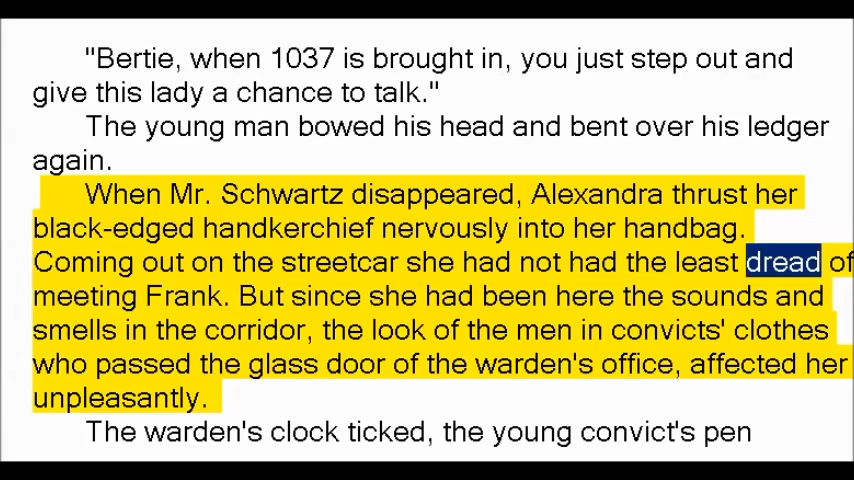 "Bertie, when 1037 is brought in, you just step out and
give this lady a chance to talk."
The young man bowed his head and bent over his ledger
again.
When Mr. Schwartz disappeared, Alexandra thrust her
black-edged handkerchief nervously into her handbag.
Coming out on the streetcar she had not had the least dread of
meeting Frank. But since she had been here the sounds and
smells in the corridor, the look of the men in convicts' clothes
who passed the glass door of the warden's office, affected her
unpleasantly.
The warden's clock ticked, the young convict's pen